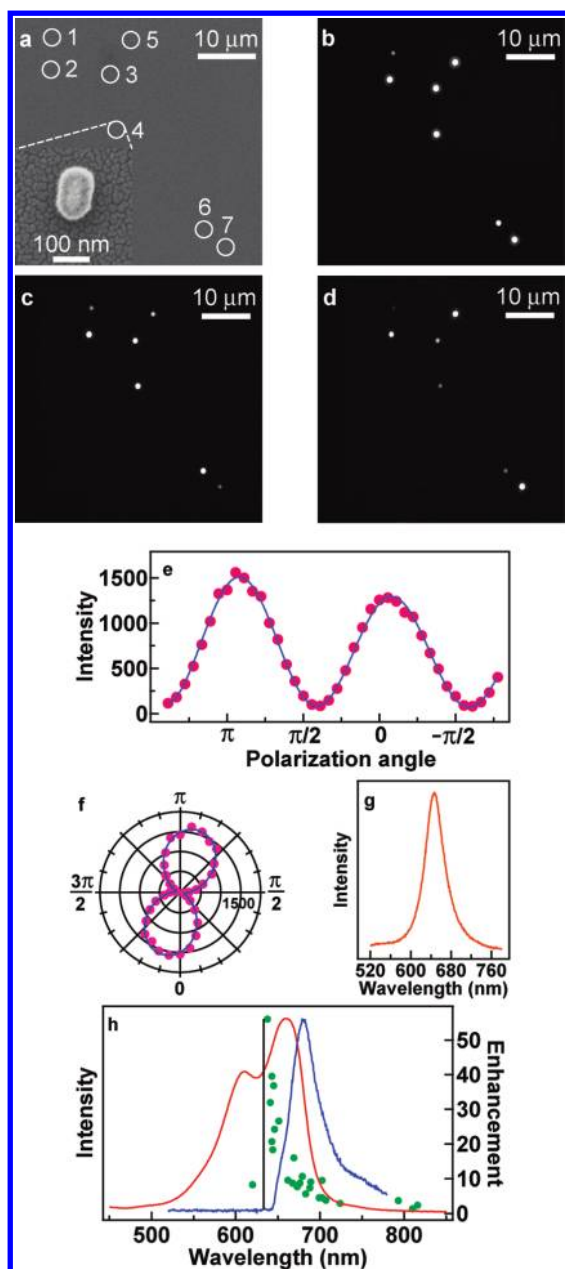 a 1 5 10 μm
2 3
4
6
7
100 nm
b 10 μm
c 10 μm
d 10 μm
e
Intensity
1500
1000
500
0
π π/2 0 -π/2
Polarization angle
f π
3π/2 π/2
1500
0
g
Intensity
520 600 680 760
Wavelength (nm)
h
Intensity
50
40
30
20
10
0
Enhancement
500 600 700 800
Wavelength (nm)